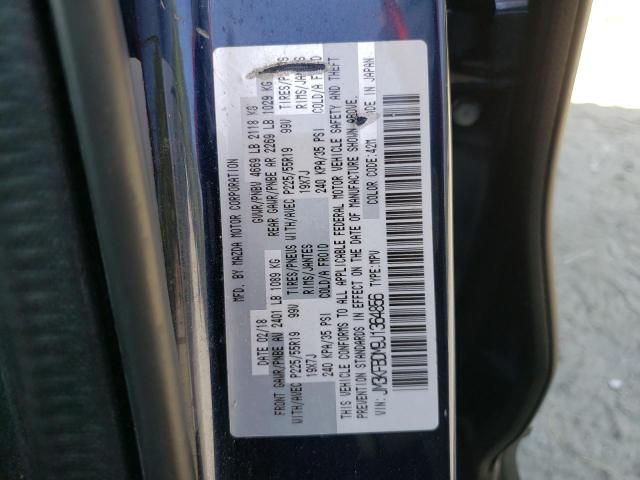 MFD. BY MAZDA MOTOR CORPORATION
DATE: 02/18
GVWR/PNBV 4669 LB 2118 KG
FRONT GAWR/PNBE AV 2401 LB 1089 KG
REAR GAWR/PNBE AR 2269 LB 1029 KG
WITH/AVEC P225/55R19 99V TIRES/PNEUS WITH/AVEC P225/55R19 99V TIRES/PNEUS
19X7J RIMS/JANTES 19X7J RIMS/JANTES
240 KPA/35 PSI COLD/A FROID 240 KPA/35 PSI COLD/A FROID
THIS VEHICLE CONFORMS TO ALL APPLICABLE FEDERAL MOTOR VEHICLE SAFETY AND THEFT
PREVENTION STANDARDS IN EFFECT ON THE DATE OF MANUFACTURE SHOWN ABOVE.
VIN: JM3KFBDM9J1364866 TYPE: MPV COLOR CODE: 42 IN JAPAN